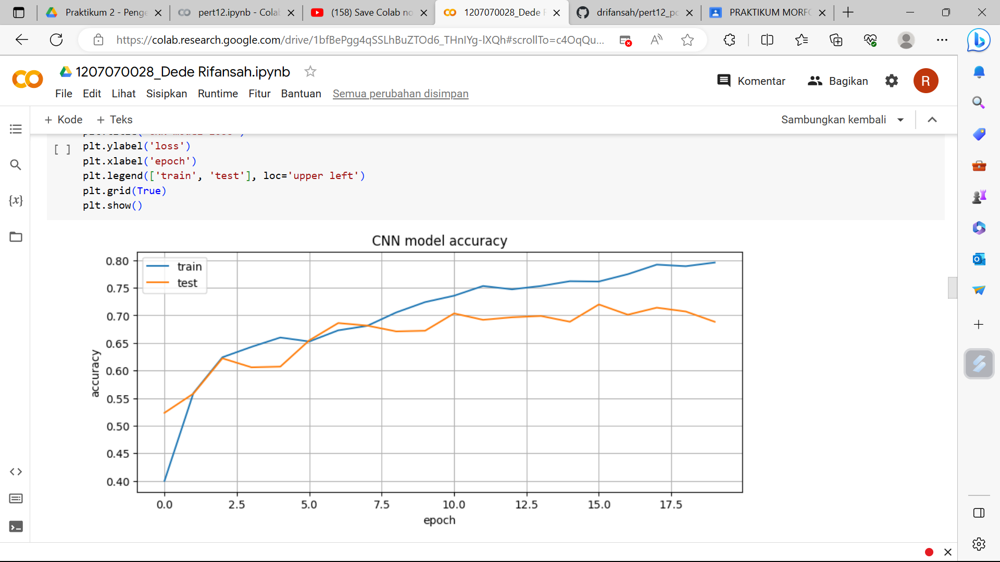 Praktikum 2 - Penge
pert12.ipynb - Colab
(158) Save Colab no
1207070028_Dede R
drifansah/pert12_pc
PRAKTIKUM MORFO
https://colab.research.google.com/drive/1bfBePgg4qSSLhBuZTOd6_THnIYg-lXQh#scrollTo=c4OqQu...
1207070028_Dede Rifansah.ipynb
Komentar
Bagikan
R
File Edit Lihat Sisipkan Runtime Fitur Bantuan Semua perubahan disimpan
+ Kode + Teks
Sambungkan kembali
[ ]
plt.ylabel('loss')
plt.xlabel('epoch')
plt.legend(['train', 'test'], loc='upper left')
plt.grid(True)
plt.show()
CNN model accuracy
train
test
0.80
0.75
0.70
0.65
0.60
0.55
0.50
0.45
0.40
accuracy
0.0 2.5 5.0 7.5 10.0 12.5 15.0 17.5
epoch